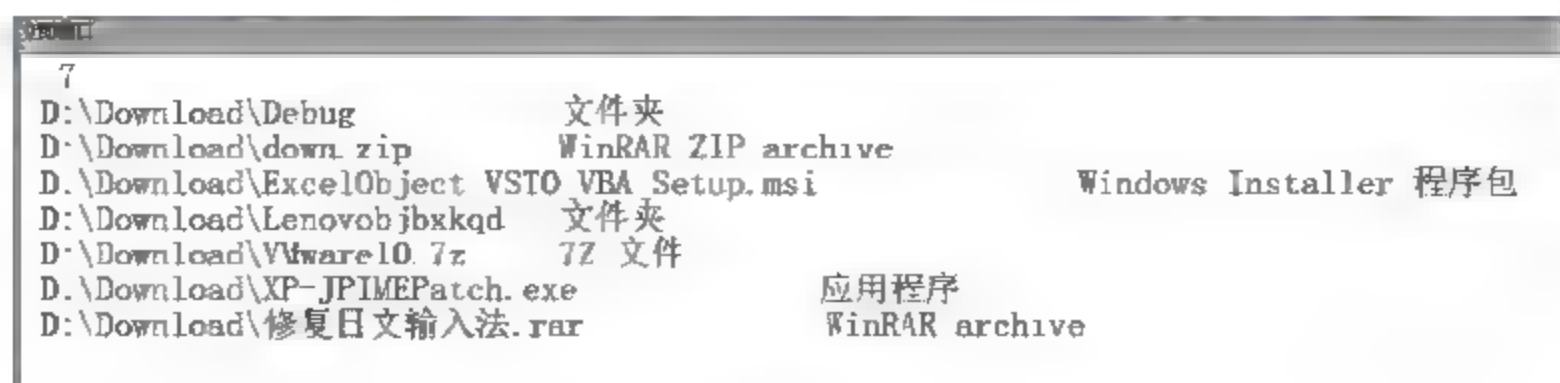 7
D:\Download\Debug 文件夹
D:\Download\down.zip WinRAR ZIP archive
D:\Download\ExcelObject VSTO VBA Setup.msi Windows Installer 程序包
D:\Download\Lenovobjbxkqd 文件夹
D:\Download\VMware10.7z 7Z 文件
D:\Download\XP-JPIMEPatch.exe 应用程序
D:\Download\修复日文输入法.rar WinRAR archive